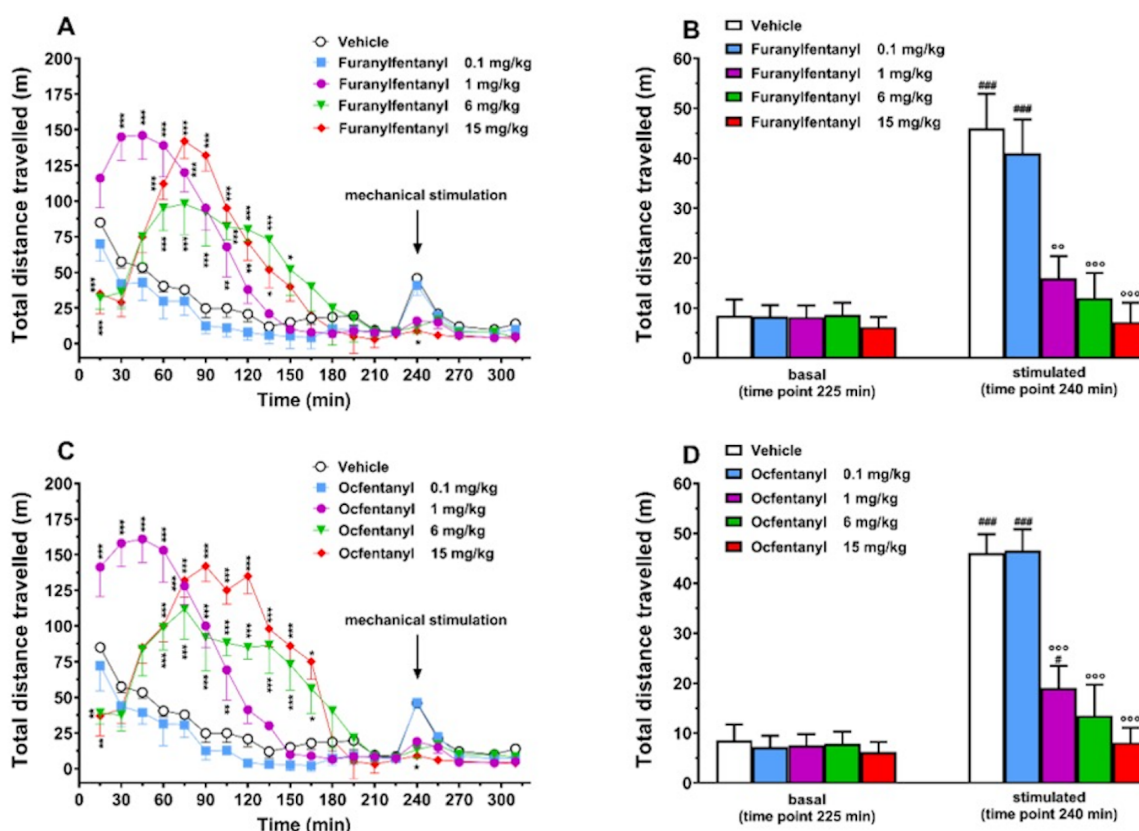 A
Vehicle
Furanylfentanyl 0.1 mg/kg
Furanylfentanyl 1 mg/kg
Furanylfentanyl 6 mg/kg
Furanylfentanyl 15 mg/kg
mechanical stimulation
Total distance travelled (m)
200
175
150
125
100
75
50
25
0
0 30 60 90 120 150 180 210 240 270 300
Time (min)
B
Vehicle
Furanylfentanyl 0.1 mg/kg
Furanylfentanyl 1 mg/kg
Furanylfentanyl 6 mg/kg
Furanylfentanyl 15 mg/kg
Total distance travelled (m)
60
50
40
30
20
10
0
### ### °° °°° °°°
basal
(time point 225 min)
stimulated
(time point 240 min)
C
Vehicle
Ocfentanyl 0.1 mg/kg
Ocfentanyl 1 mg/kg
Ocfentanyl 6 mg/kg
Ocfentanyl 15 mg/kg
mechanical stimulation
Total distance travelled (m)
200
175
150
125
100
75
50
25
0
0 30 60 90 120 150 180 210 240 270 300
Time (min)
D
Vehicle
Ocfentanyl 0.1 mg/kg
Ocfentanyl 1 mg/kg
Ocfentanyl 6 mg/kg
Ocfentanyl 15 mg/kg
Total distance travelled (m)
60
50
40
30
20
10
0
### ### °°° °°° °°°
#
basal
(time point 225 min)
stimulated
(time point 240 min)